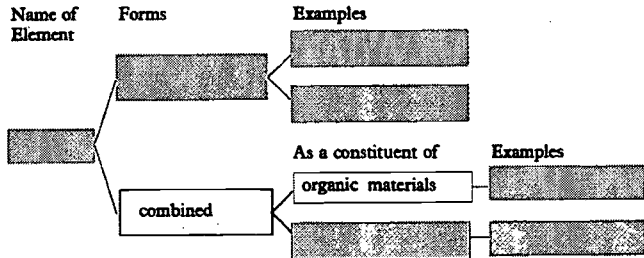 Name of
Element
Forms
Examples
As a constituent of
Examples
organic materials
combined